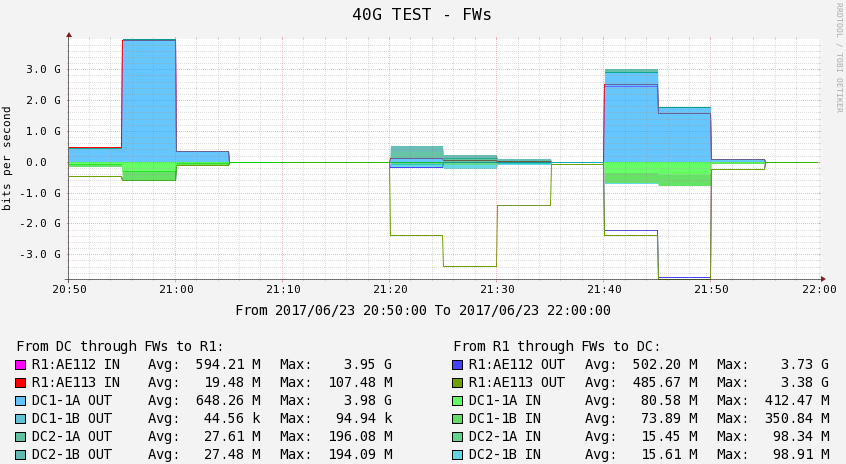 40G TEST - FWs
RRDTOOL / TOBI OETIKER
bits per second
3.0 G
2.0 G
1.0 G
0.0
-1.0 G
-2.0 G
-3.0 G
20:50 21:00 21:10 21:20 21:30 21:40 21:50 22:00
From 2017/06/23 20:50:00 To 2017/06/23 22:00:00
From DC through FWs to R1:
R1:AE112 IN Avg: 594.21 M Max: 3.95 G
R1:AE113 IN Avg: 19.48 M Max: 107.48 M
DC1-1A OUT Avg: 648.26 M Max: 3.98 G
DC1-1B OUT Avg: 44.56 k Max: 94.94 k
DC2-1A OUT Avg: 27.61 M Max: 196.08 M
DC2-1B OUT Avg: 27.48 M Max: 194.09 M
From R1 through FWs to DC:
R1:AE112 OUT Avg: 502.20 M Max: 3.73 G
R1:AE113 OUT Avg: 485.67 M Max: 3.38 G
DC1-1A IN Avg: 80.58 M Max: 412.47 M
DC1-1B IN Avg: 73.89 M Max: 350.84 M
DC2-1A IN Avg: 15.45 M Max: 98.34 M
DC2-1B IN Avg: 15.61 M Max: 98.91 M